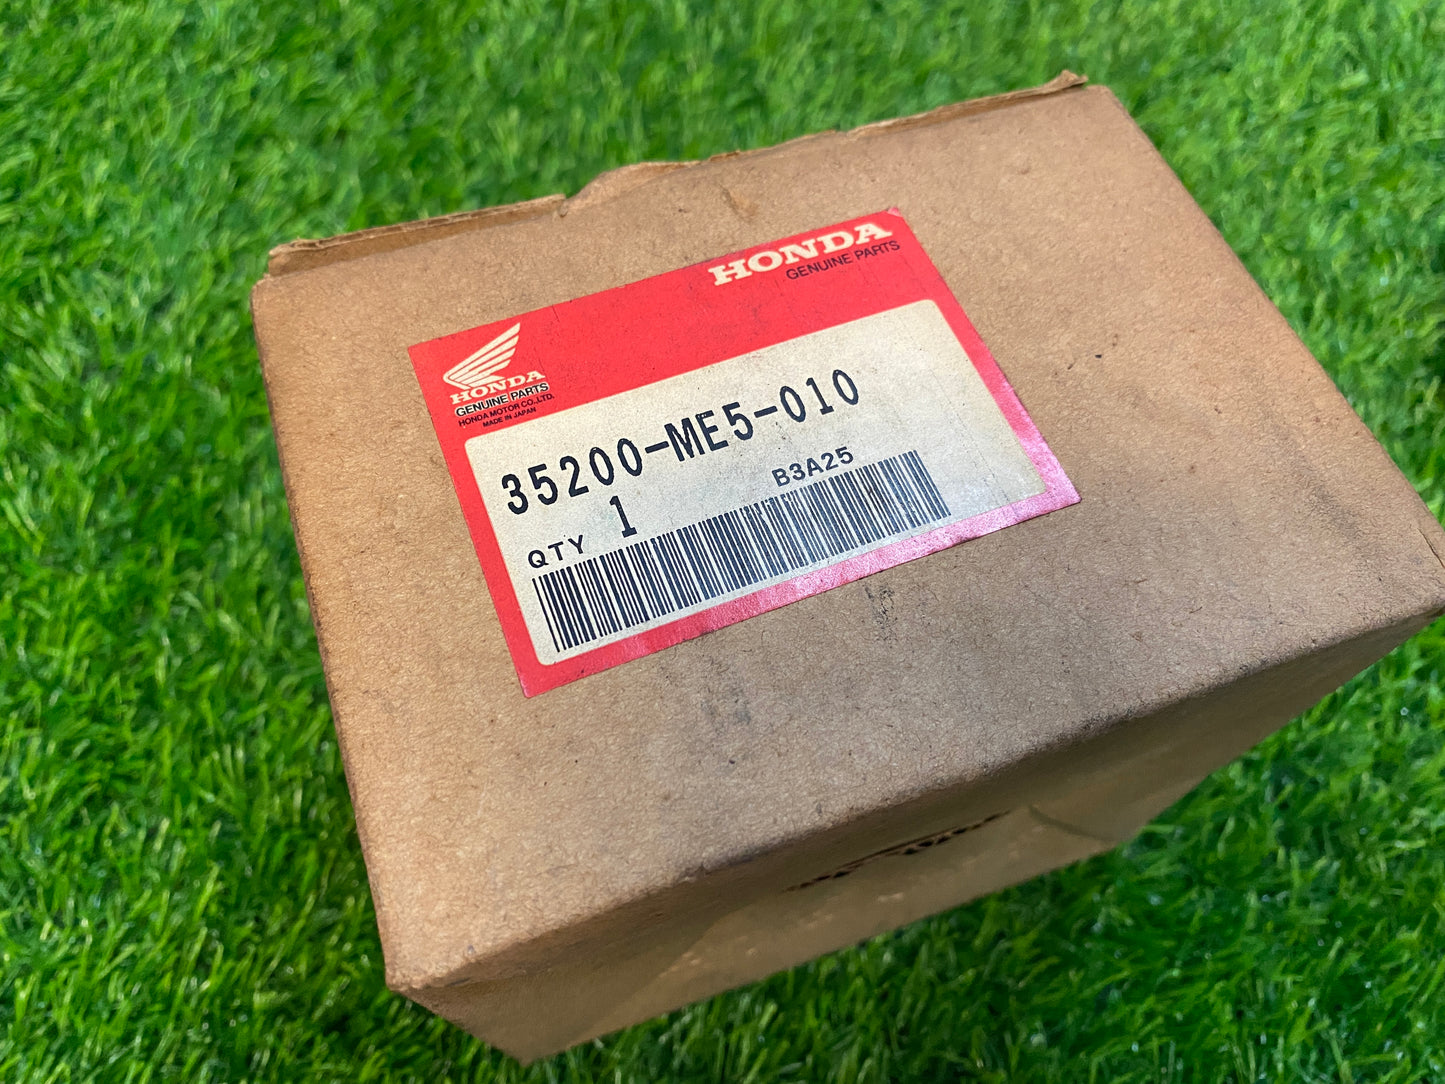 HONDA
GENUINE PARTS
HONDA
GENUINE PARTS
HONDA MOTOR CO.,LTD.
MADE IN JAPAN
35200-ME5-010
QTY 1 B3A25